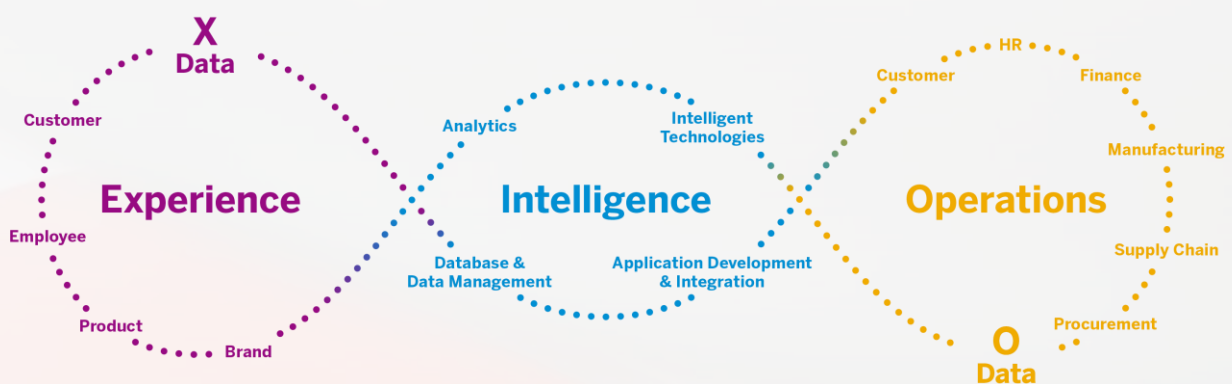 X
Data
Customer
Experience
Employee
Product
Brand
Analytics
Intelligent
Technologies
Intelligence
Database &
Data Management
Application Development
& Integration
Customer
HR
Finance
Manufacturing
Operations
Supply Chain
Procurement
O
Data